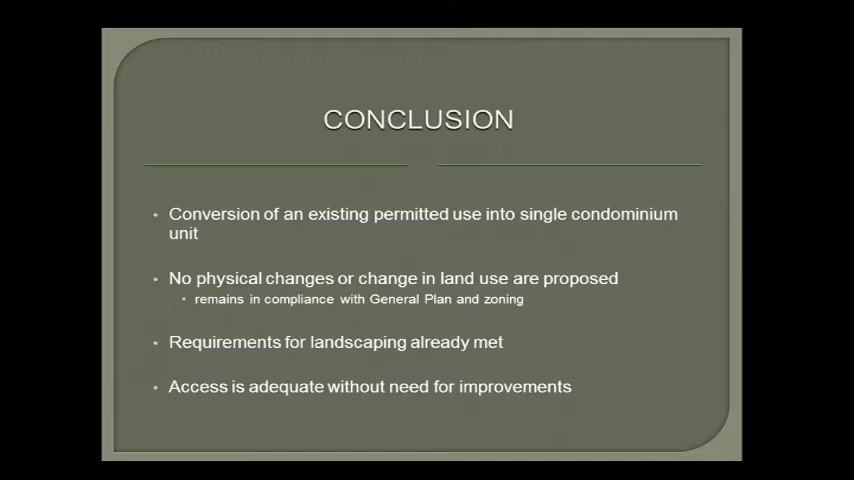 CONCLUSION
• Conversion of an existing permitted use into single condominium
unit
• No physical changes or change in land use are proposed
• remains in compliance with General Plan and zoning
• Requirements for landscaping already met
• Access is adequate without need for improvements